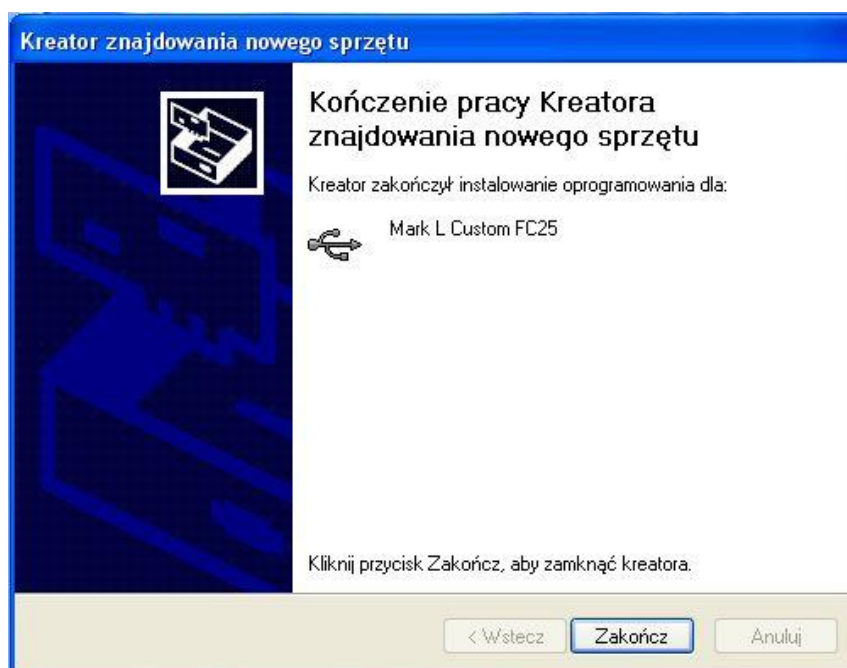 Kreator znajdowania nowego sprzętu
Kończenie pracy Kreatora
znajdowania nowego sprzętu
Kreator zakończył instalowanie oprogramowania dla:
Mark L Custom FC25
Kliknij przycisk Zakończ, aby zamknąć kreatora.
< Wstecz
Zakończ
Anuluj